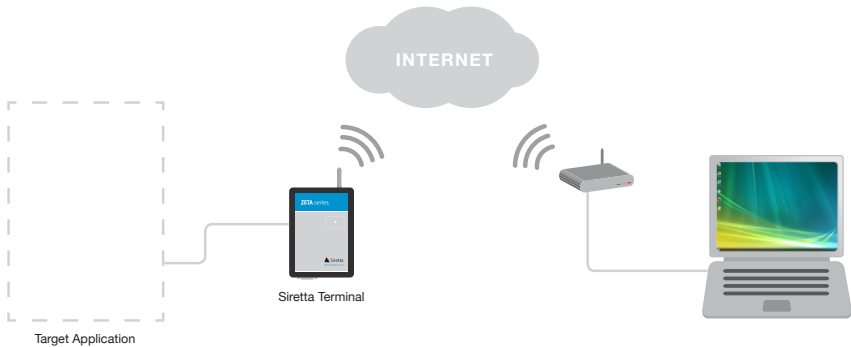 INTERNET
ZETA series
Siretta
Siretta Terminal
Target Application